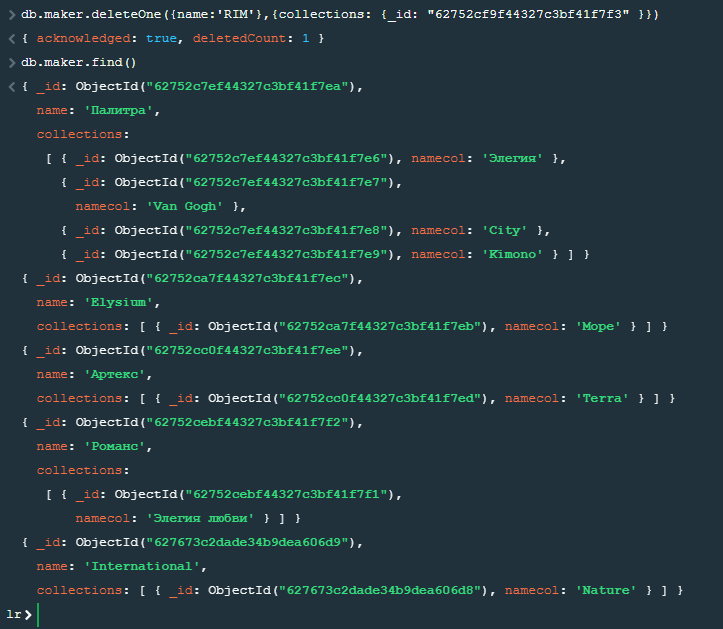 > db.maker.deleteOne({name:'RIM'},{collections: {_id: "62752cf9f44327c3bf41f7f3" }})
< { acknowledged: true, deletedCount: 1 }
> db.maker.find()
< { _id: ObjectId("62752c7ef44327c3bf41f7ea"),
name: 'Палитра',
collections:
[ { _id: ObjectId("62752c7ef44327c3bf41f7e6"), namecol: 'Элегия' },
{ _id: ObjectId("62752c7ef44327c3bf41f7e7"),
namecol: 'Van Gogh' },
{ _id: ObjectId("62752c7ef44327c3bf41f7e8"), namecol: 'City' },
{ _id: ObjectId("62752c7ef44327c3bf41f7e9"), namecol: 'Kimono' } ] }
{ _id: ObjectId("62752ca7f44327c3bf41f7ec"),
name: 'Elysium',
collections: [ { _id: ObjectId("62752ca7f44327c3bf41f7eb"), namecol: 'Море' } ] }
{ _id: ObjectId("62752cc0f44327c3bf41f7ee"),
name: 'Артекс',
collections: [ { _id: ObjectId("62752cc0f44327c3bf41f7ed"), namecol: 'Terra' } ] }
{ _id: ObjectId("62752cebf44327c3bf41f7f2"),
name: 'Романс',
collections:
[ { _id: ObjectId("62752cebf44327c3bf41f7f1"),
namecol: 'Элегия любви' } ] }
{ _id: ObjectId("627673c2dade34b9dea606d9"),
name: 'International',
collections: [ { _id: ObjectId("627673c2dade34b9dea606d8"), namecol: 'Nature' } ] }
lr>